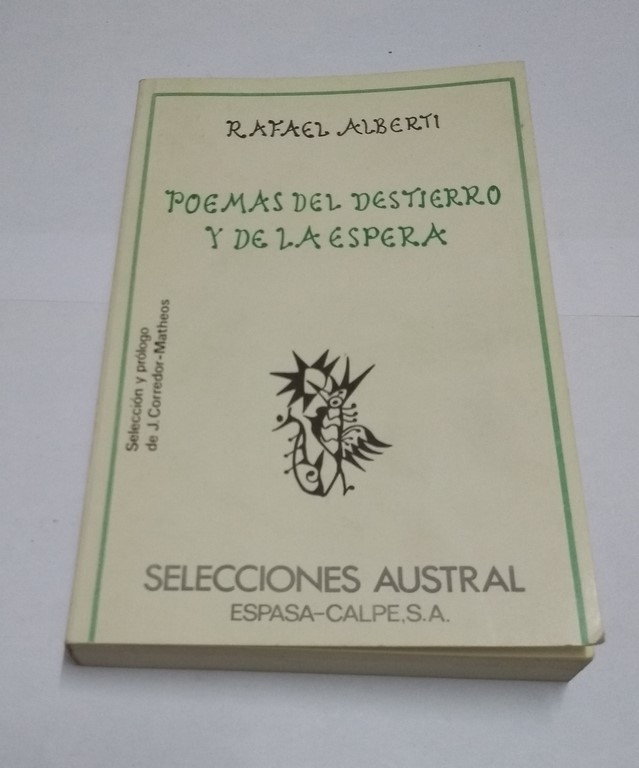 RAFAEL ALBERTI
POEMAS DEL DESTIERRO
Y DE LA ESPERA
Selección y prólogo
de J. Corredor-Matheos
SELECCIONES AUSTRAL
ESPASA-CALPE, S.A.